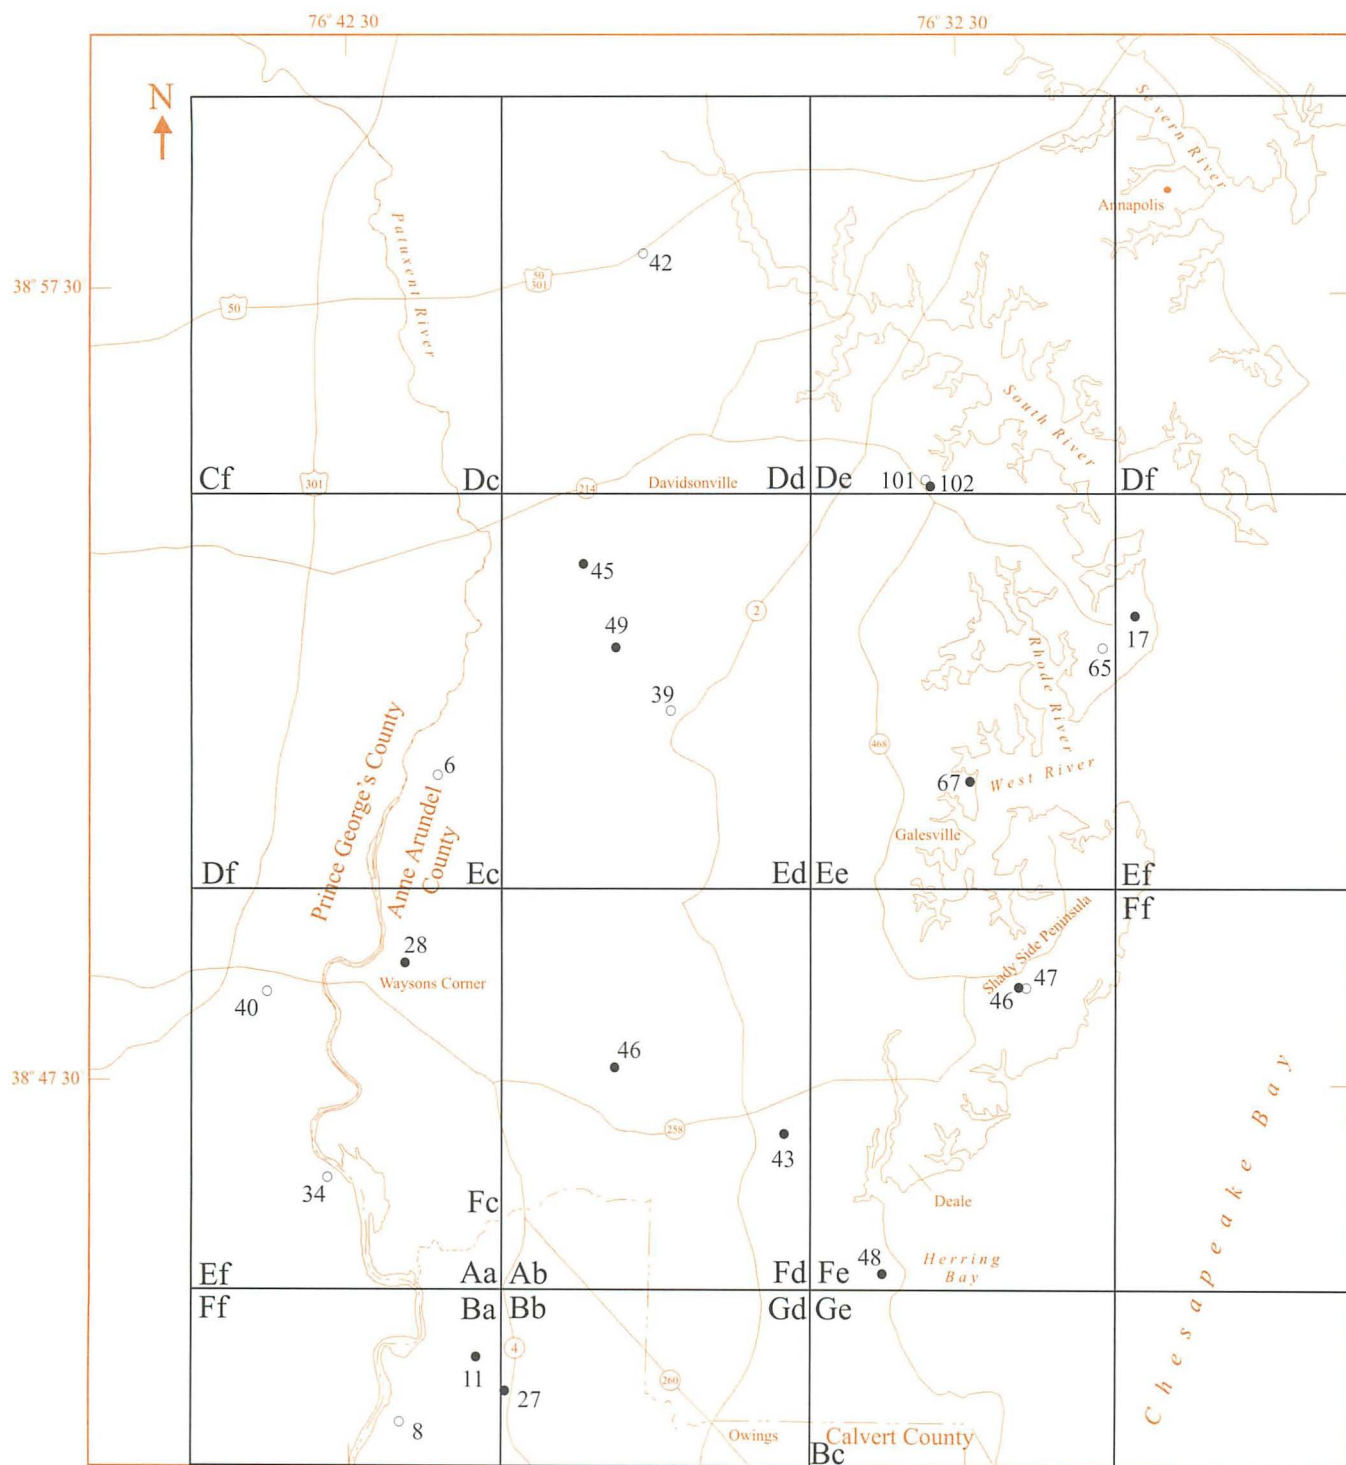 76° 42 30
76° 32 30
N
Severn River
Annapolis
Patuxent River
42
38° 57 30
50
301
50
South River
Cf
301
Dc
214
Davidsonville
Dd
De
101
102
Df
45
2
17
49
65
Rhode River
39
468
6
67
West River
Prince George's County
Anne Arundel
County
Galesville
Df
Ec
Ed
Ee
Ef
Ff
28
Waysons Corner
Shady Side Peninsula
47
46
40
46
38° 47 30
258
43
34
Deale
Fc
Chesapeake Bay
48
Herring
Bay
Ef
Aa
Ab
Fd
Fe
Ff
Ba
Bb
Gd
Ge
4
11
27
260
8
Owings
Calvert County
Bc